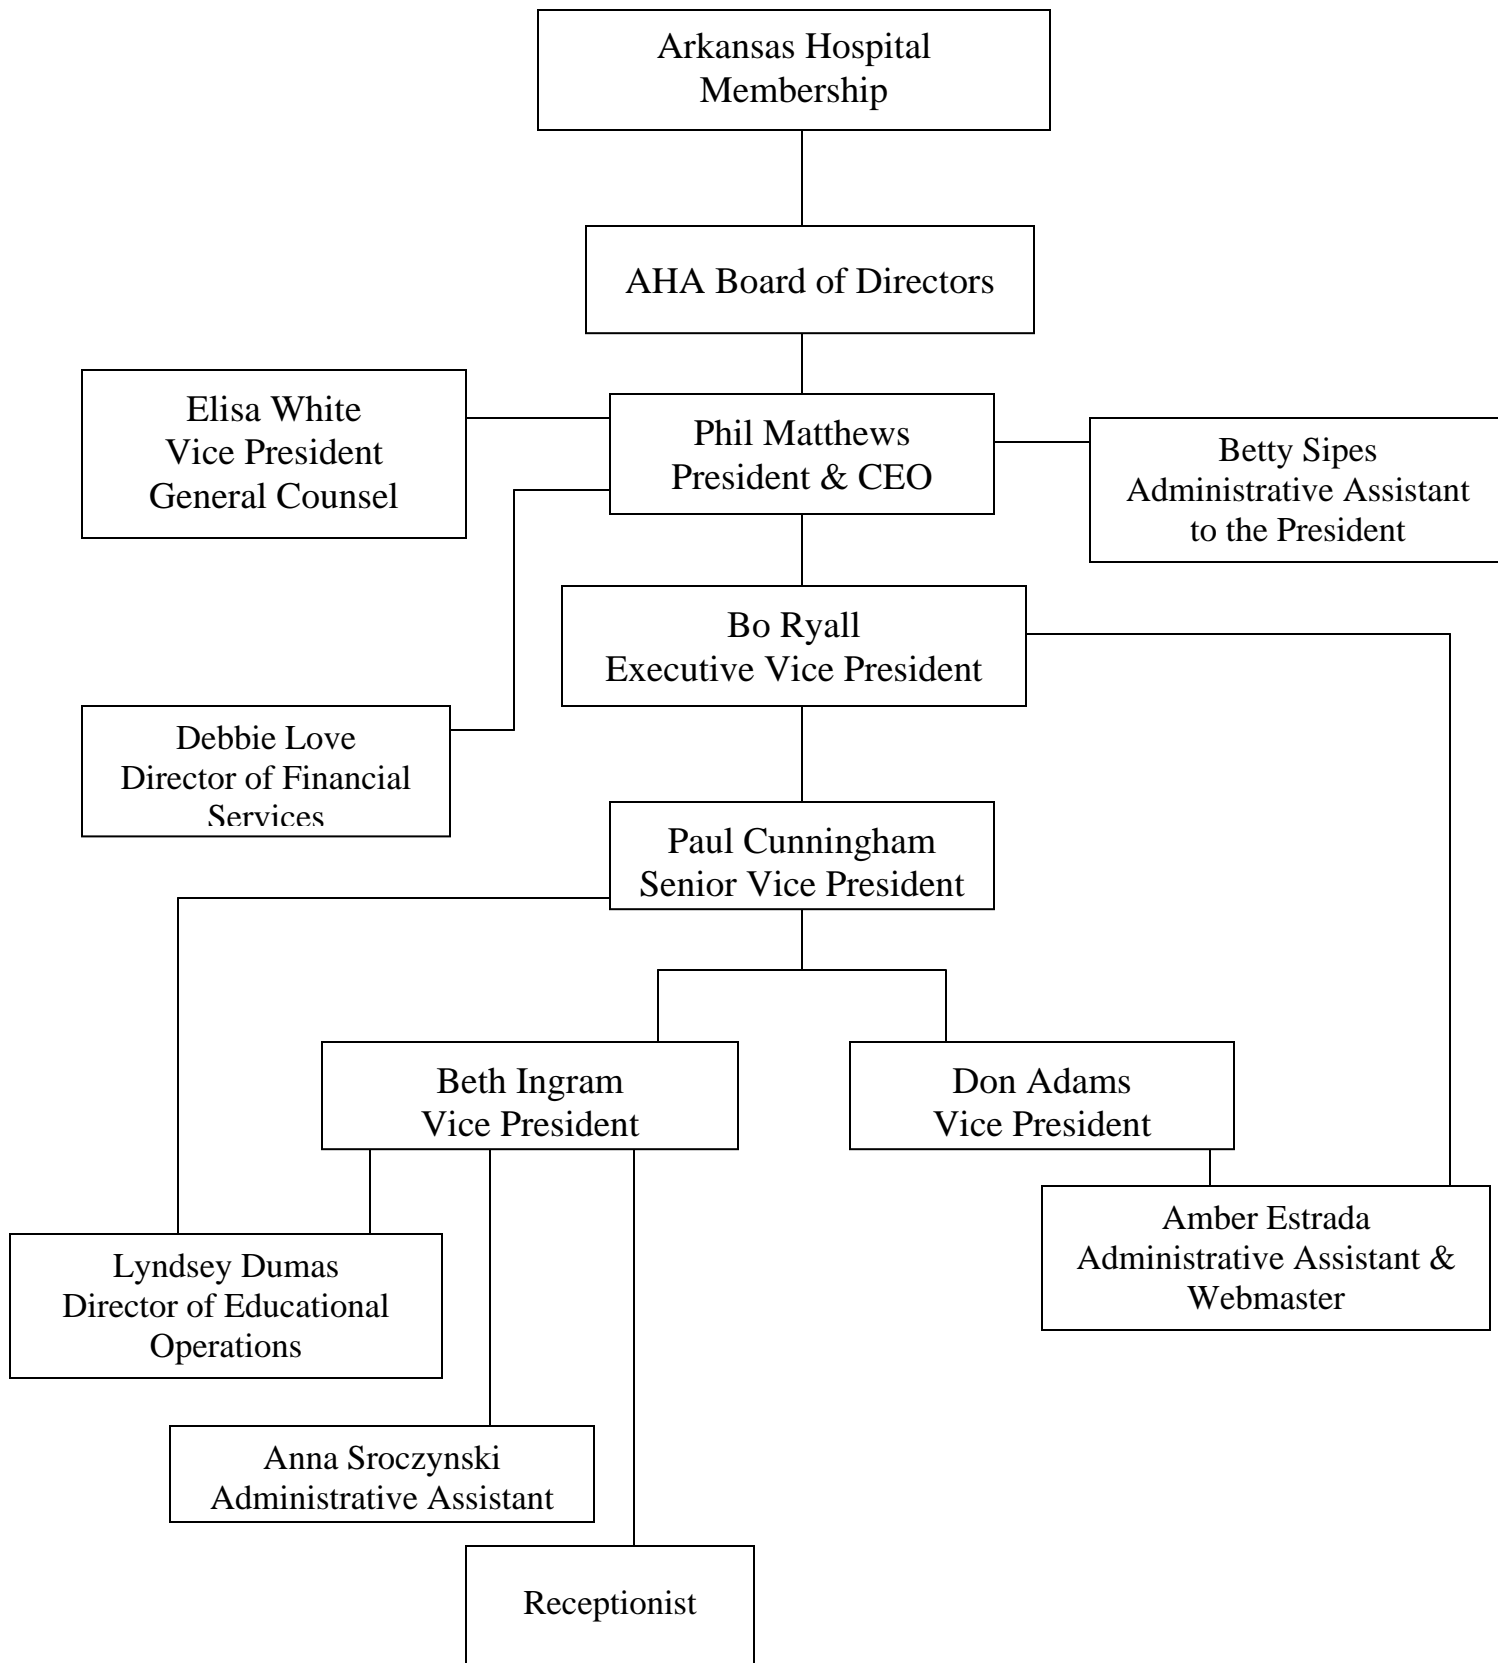 Arkansas Hospital
Membership
AHA Board of Directors
Elisa White
Vice President
General Counsel
Phil Matthews
President & CEO
Betty Sipes
Administrative Assistant
to the President
Bo Ryall
Executive Vice President
Debbie Love
Director of Financial
Services
Paul Cunningham
Senior Vice President
Beth Ingram
Vice President
Don Adams
Vice President
Amber Estrada
Administrative Assistant &
Webmaster
Lyndsey Dumas
Director of Educational
Operations
Anna Sroczynski
Administrative Assistant
Receptionist